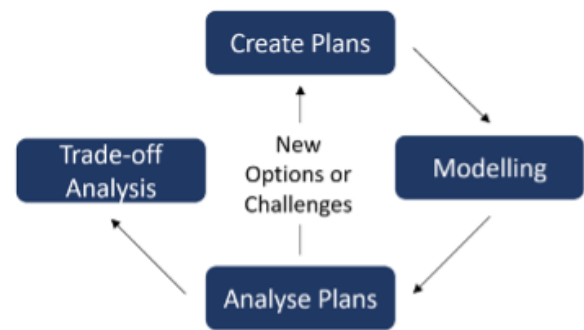 Create Plans
Trade-off
Analysis
New
Options or
Challenges
Modelling
Analyse Plans